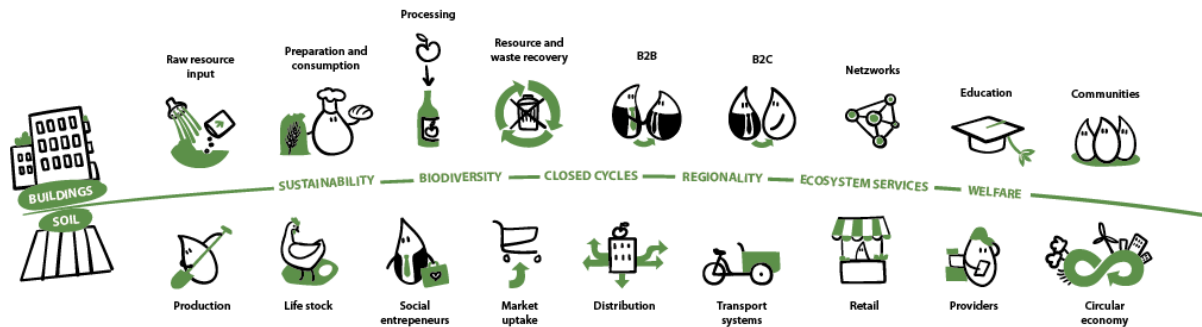 Processing
Raw resource
input
Preparation and
consumption
Resource and
waste recovery
B2B
B2C
Netzworks
Education
Communities
BUILDINGS
SOIL
SUSTAINABILITY
BIODIVERSITY
CLOSED CYCLES
REGIONALITY
ECOSYSTEM SERVICES
WELFARE
Production
Life stock
Social
entrepeneurs
Market
uptake
Distribution
Transport
systems
Retail
Providers
Circular
economy